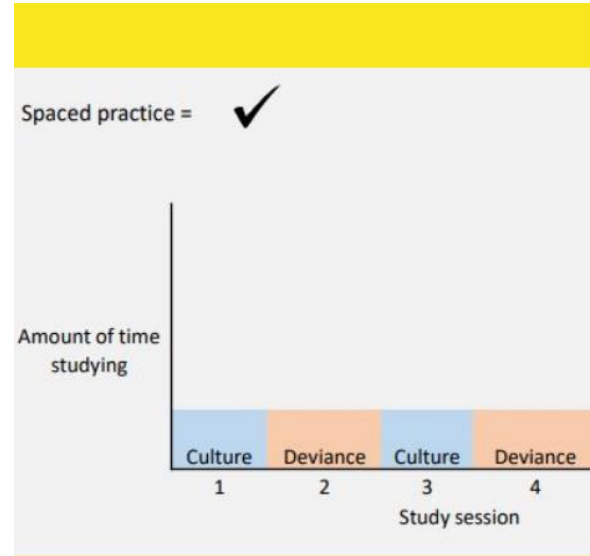 Spaced practice =
Amount of time
studying
Culture Deviance Culture Deviance
1 2 3 4
Study session